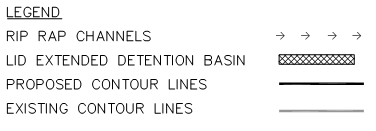 LEGEND
RIP RAP CHANNELS
LID EXTENDED DETENTION BASIN
PROPOSED CONTOUR LINES
EXISTING CONTOUR LINES